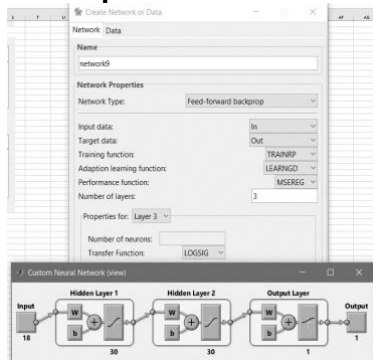 Create Network or Data
Network Data
Name
network9
Network Properties
Network Type: Feed-forward backprop
Input data: In
Target data: Out
Training function: TRAINRP
Adaption learning function: LEARNGD
Performance function: MSEREG
Number of layers: 3
Properties for: Layer 3
Number of neurons:
Transfer Function: LOGSIG
Custom Neural Network (view)
Hidden Layer 1 Hidden Layer 2 Output Layer
Input Output
W W W
b b b
18 1
30 30 1